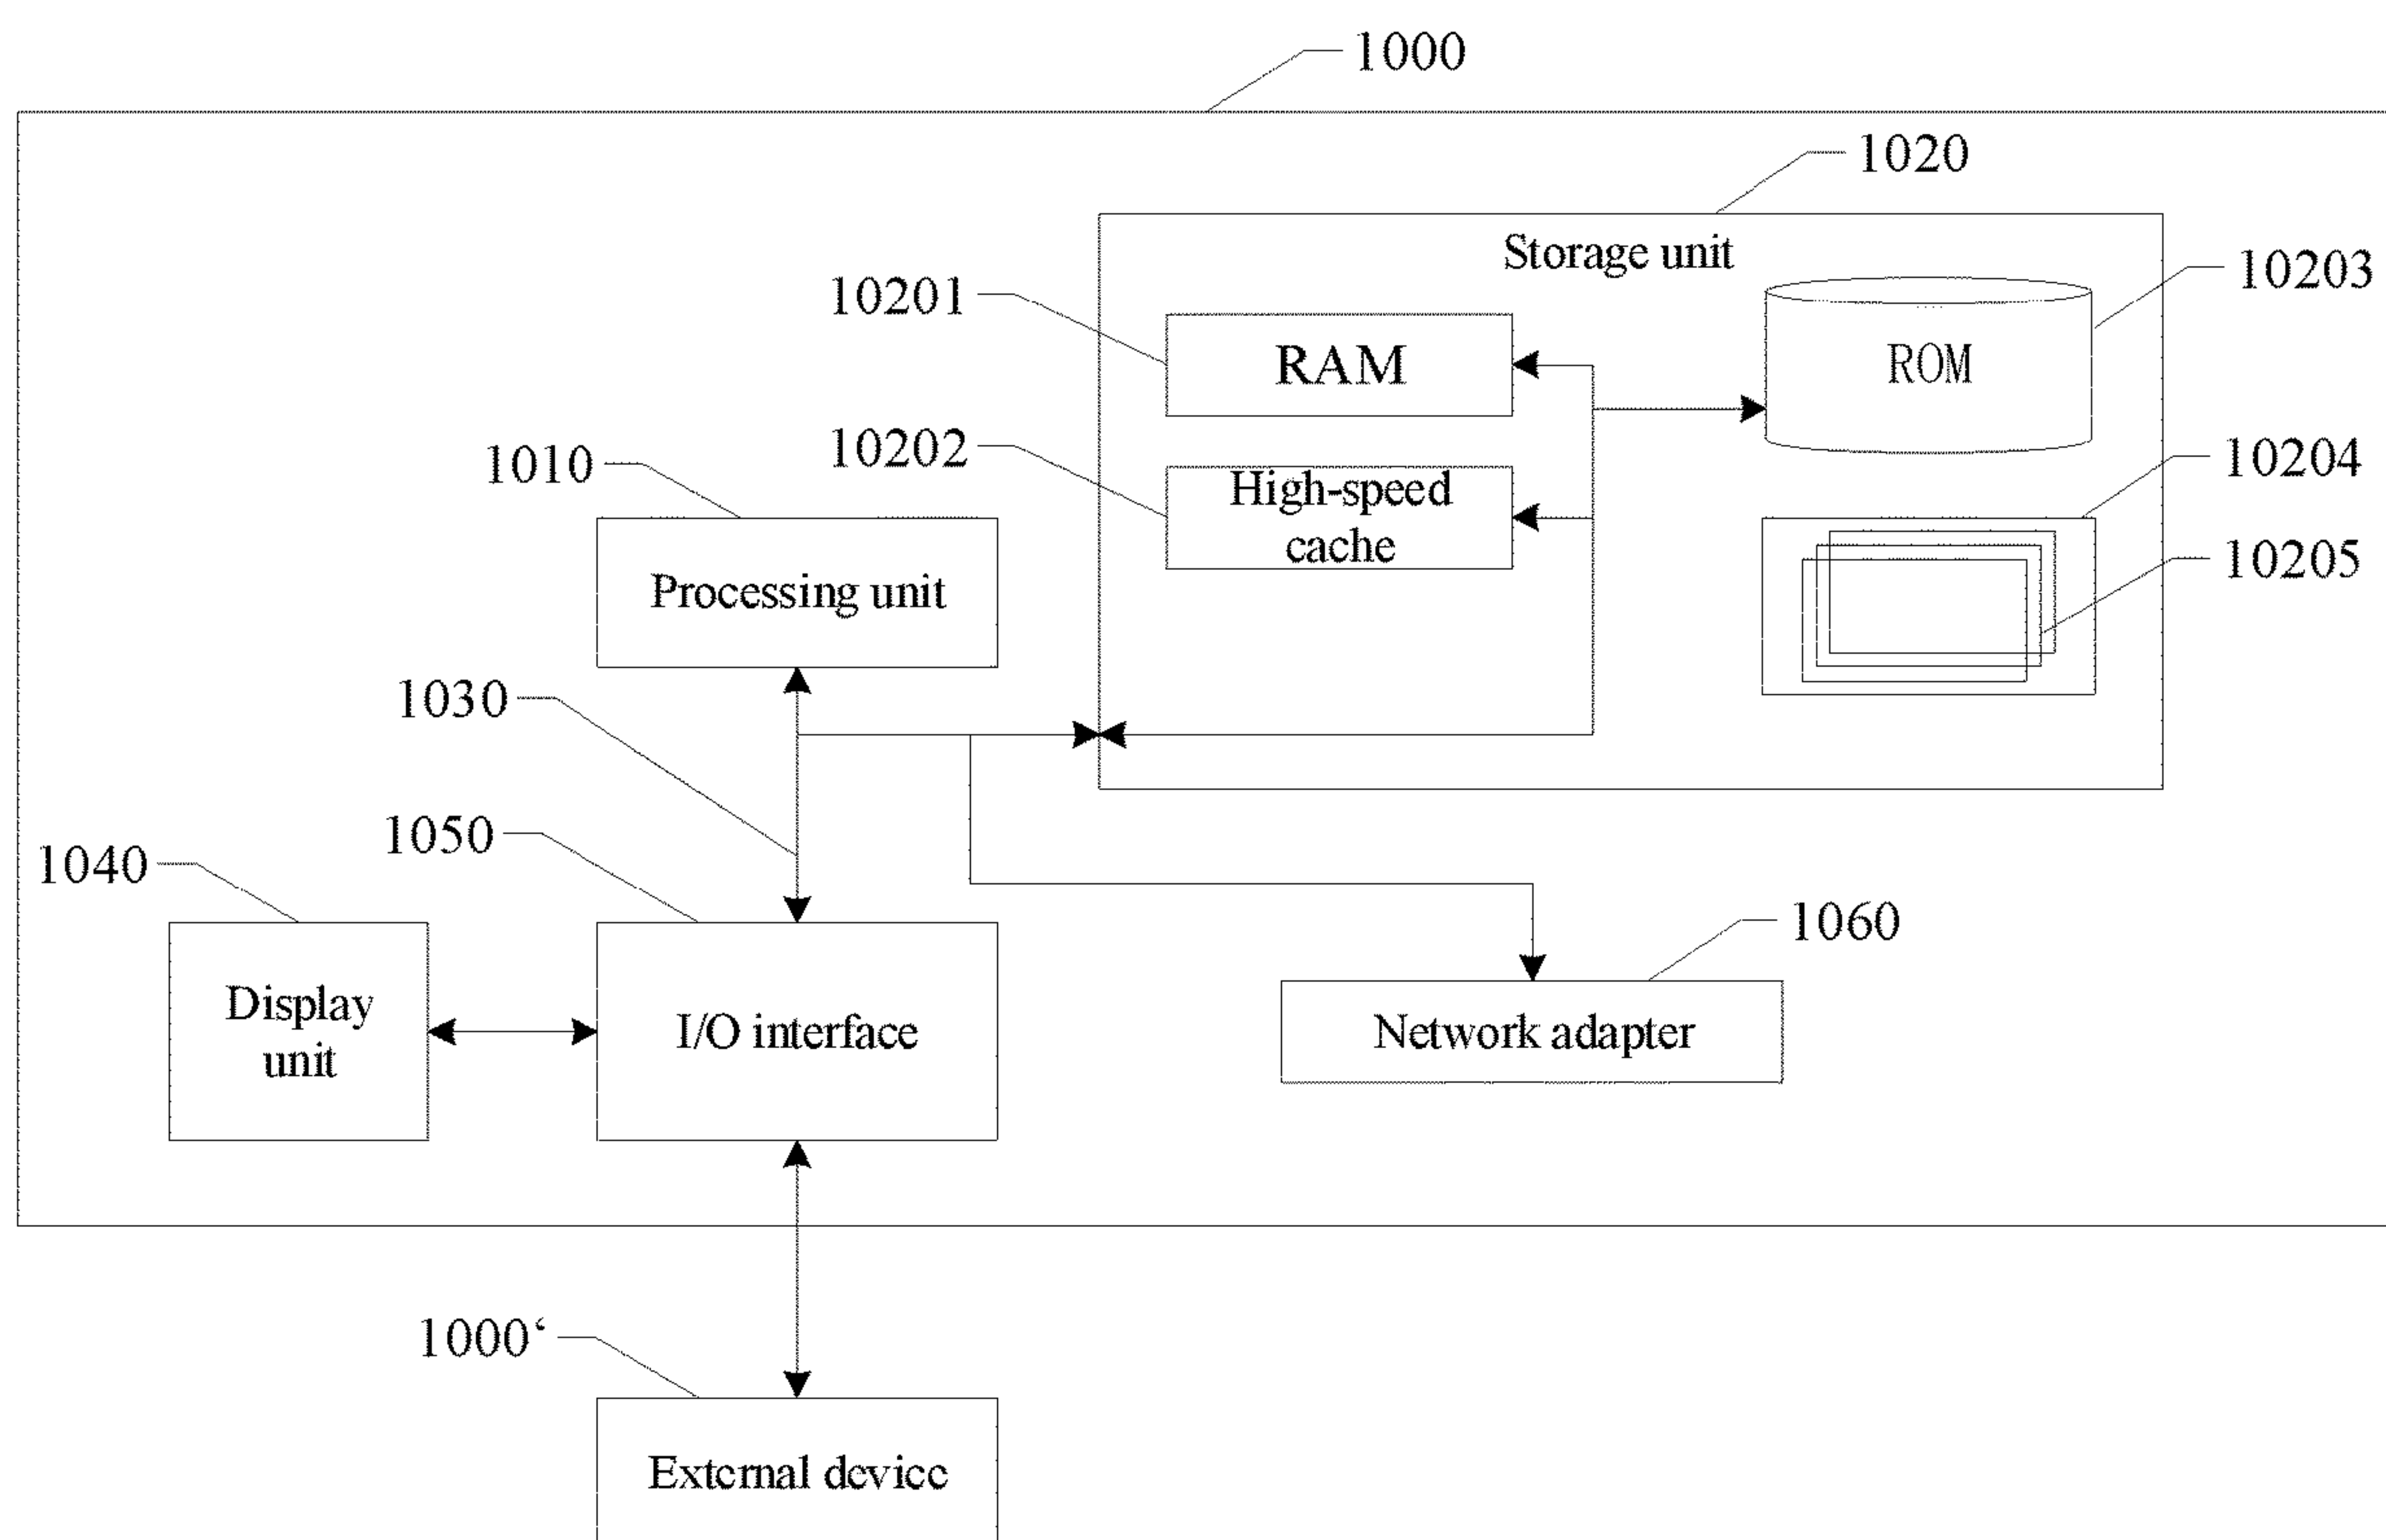 1000
1020
Storage unit
10203
10201
RAM
ROM
10202
High-speed
cache
10204
1010
10205
Processing unit
1030
1050
1040
1060
Display
unit
I/O interface
Network adapter
1000‘
External device